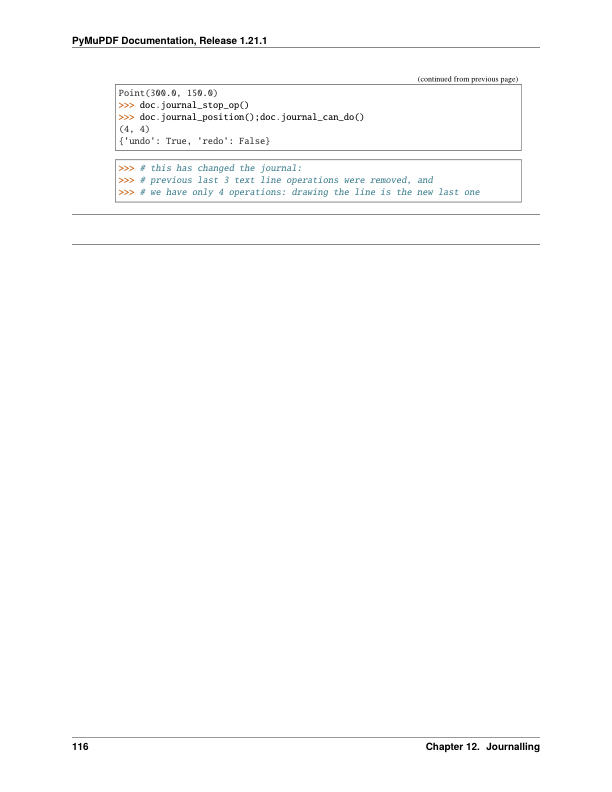 PyMuPDF Documentation, Release 1.21.1
(continued from previous page)
Point(300.0, 150.0)
>>> doc.journal_stop_op()
>>> doc.journal_position();doc.journal_can_do()
(4, 4)
{'undo': True, 'redo': False}
>>> # this has changed the journal:
>>> # previous last 3 text line operations were removed, and
>>> # we have only 4 operations: drawing the line is the new last one
116 Chapter 12. Journalling